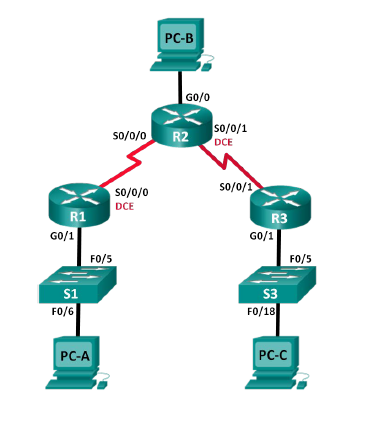 PC-B
G0/0
R2
S0/0/0
S0/0/1
DCE
S0/0/0
DCE
S0/0/1
R1
R3
G0/1
G0/1
F0/5
F0/5
S1
S3
F0/6
F0/18
PC-A
PC-C